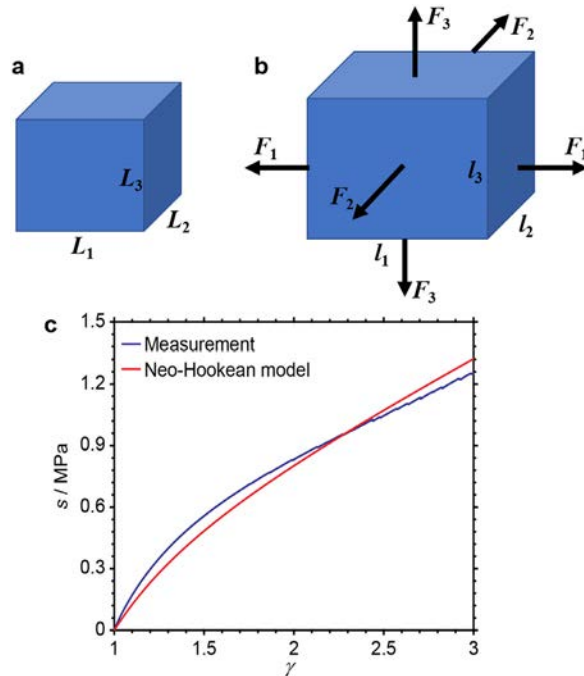 a
L₃
L₂
L₁
b
F₃
F₂
F₁
F₁
l₃
F₂
l₂
l₁
F₃
c
1.5
1.2
0.9
0.6
0.3
0
s / MPa
Measurement
Neo-Hookean model
1
1.5
2
2.5
3
γ